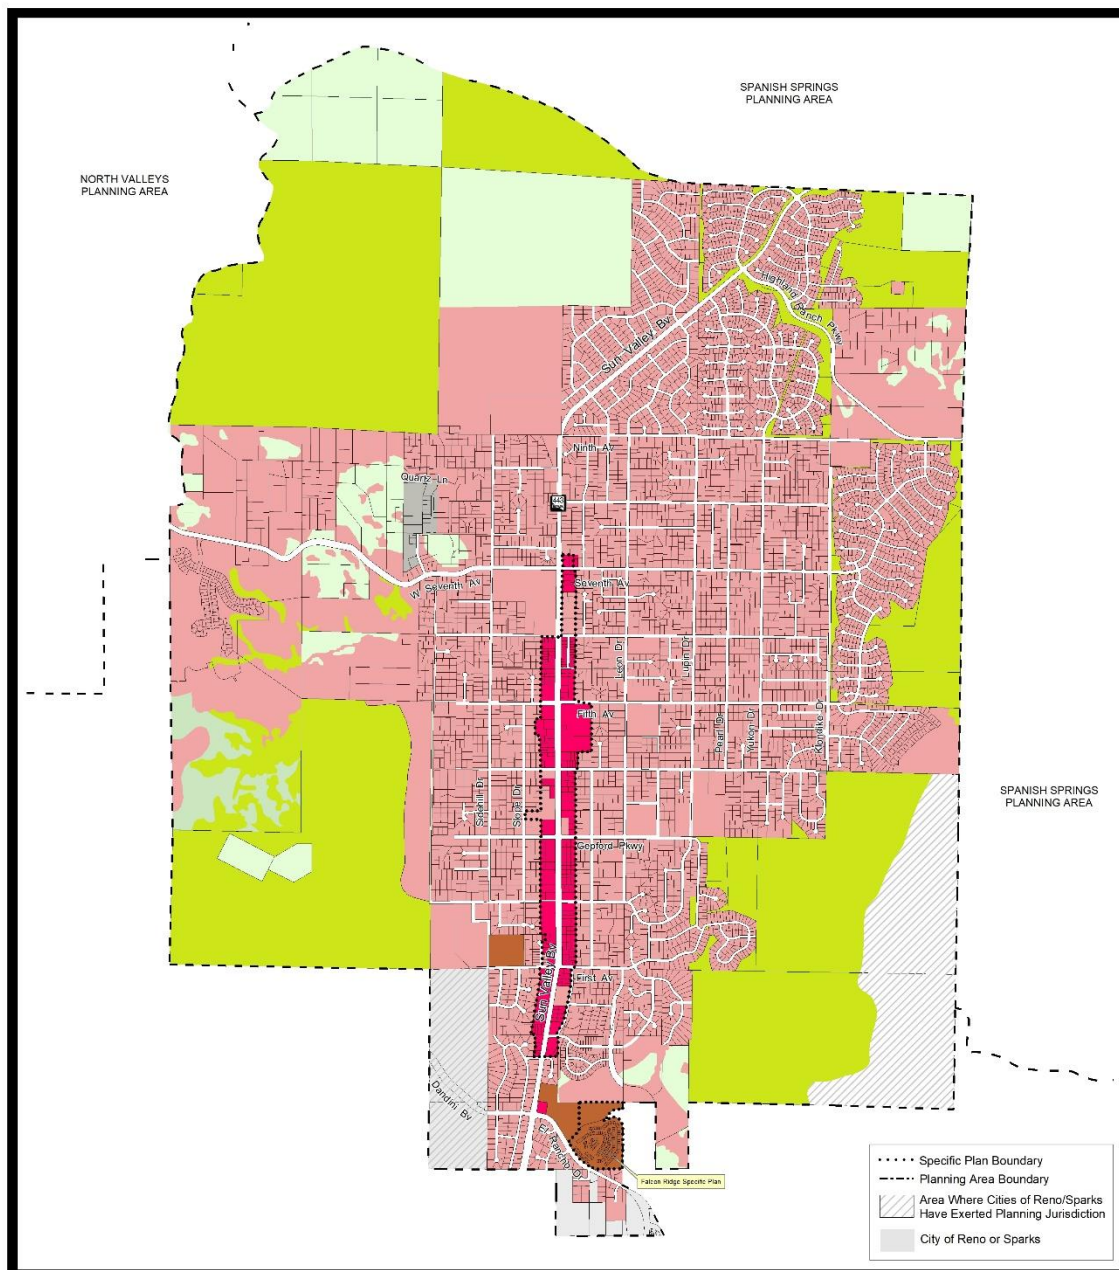 SPANISH SPRINGS
PLANNING AREA
NORTH VALLEYS
PLANNING AREA
Highland Ranch Pkwy
Sun Valley Bv
Ninth Av
Quartz Ln
443
W Seventh Av
Seventh Av
Leon Dr
Lupin Dr
Fifth Av
Pearl Dr
Yukon Dr
Klondike Dr
SPANISH SPRINGS
PLANNING AREA
Sidehill Dr
Slope Dr
Gepford Pkwy
Sun Valley Bv
First Av
Dandini Bv
El Rancho Dr
Falcon Ridge Specific Plan
Specific Plan Boundary
Planning Area Boundary
Area Where Cities of Reno/Sparks
Have Exerted Planning Jurisdiction
City of Reno or Sparks